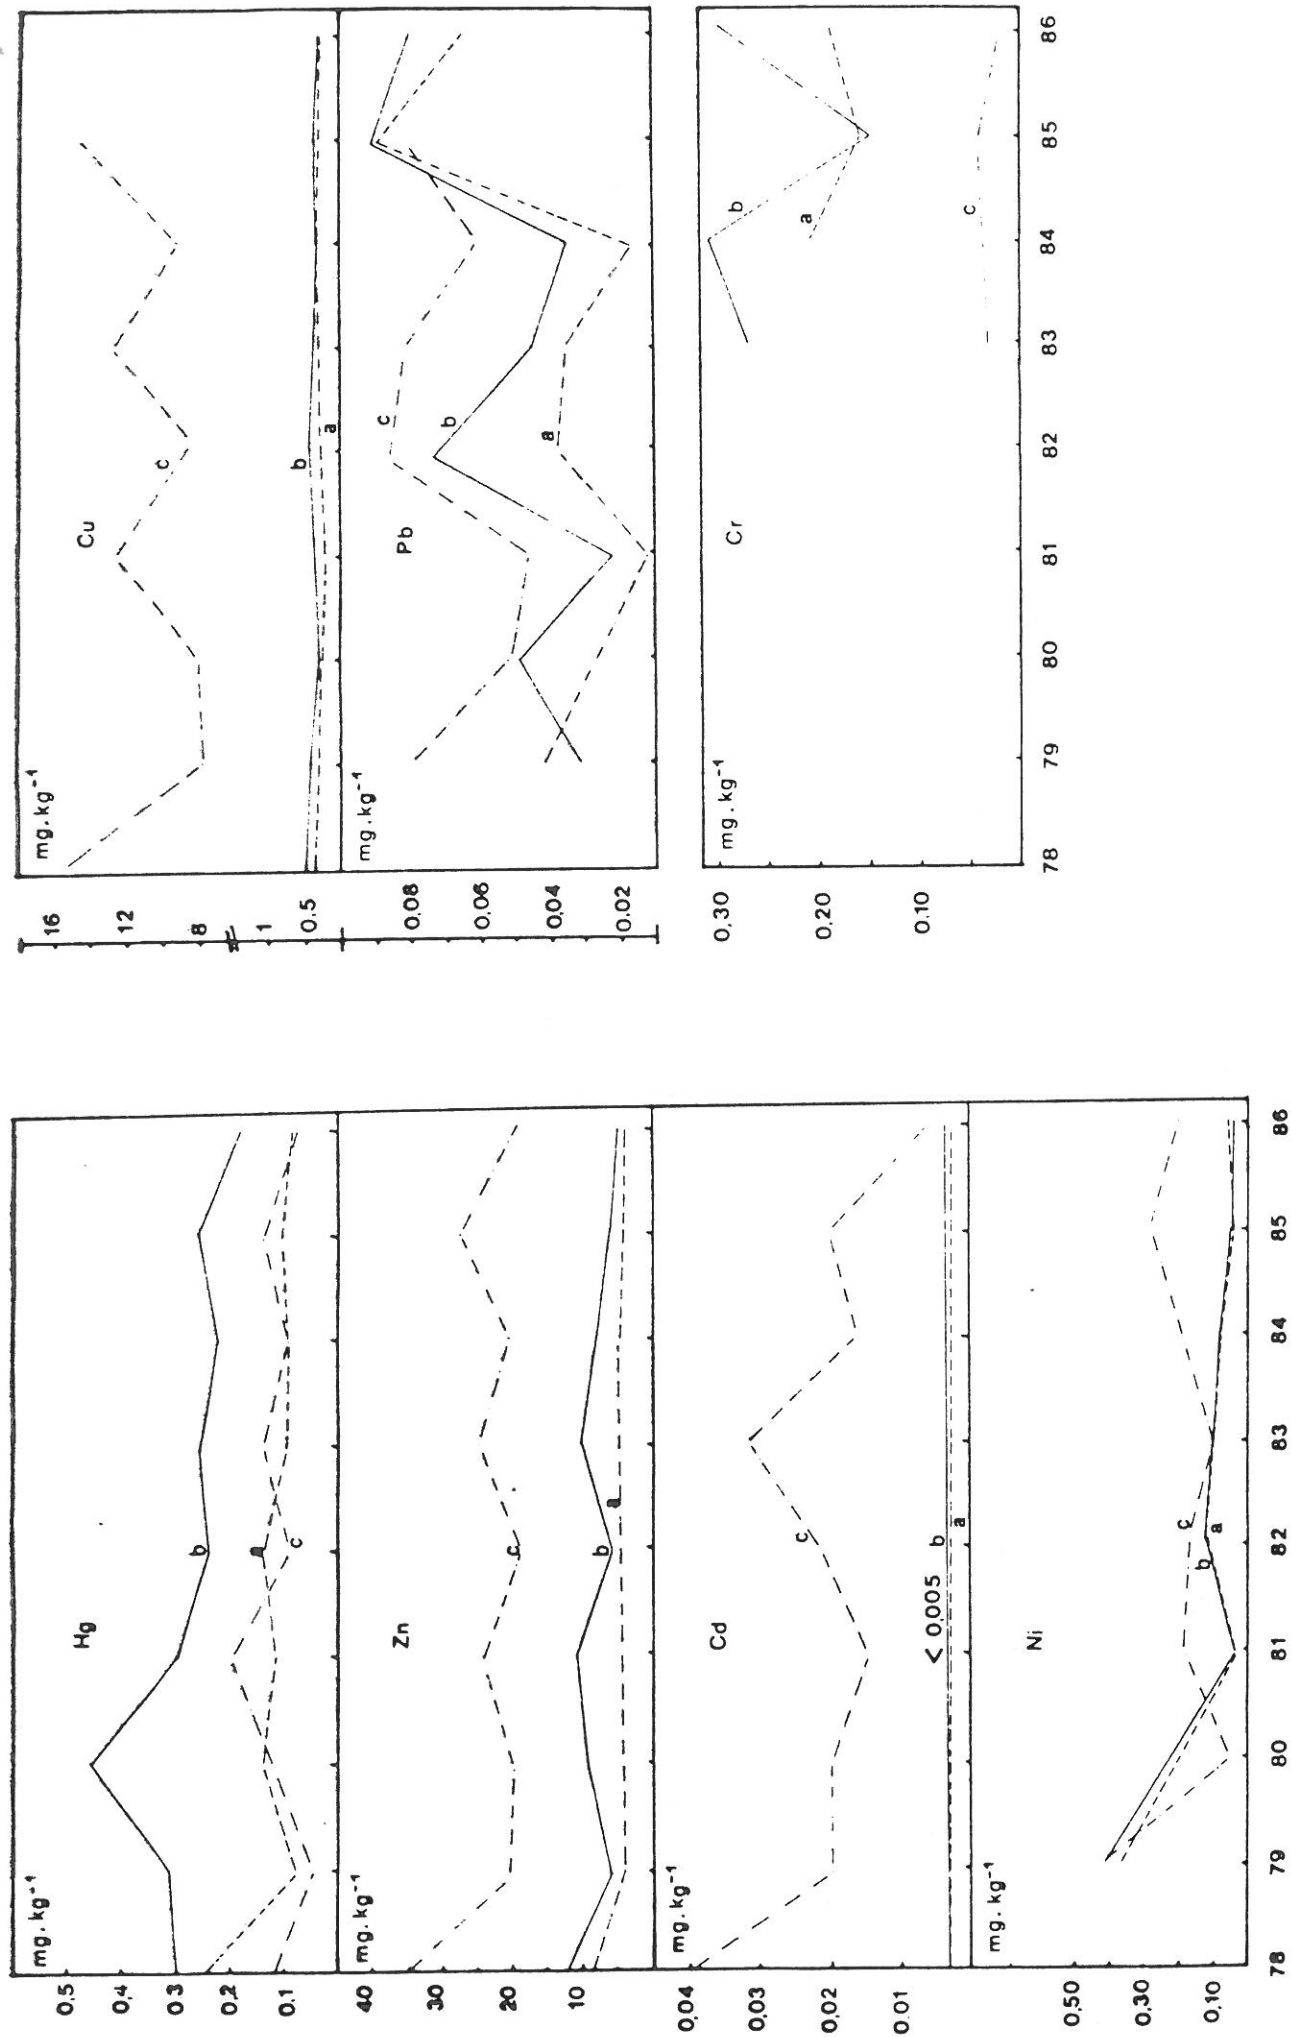 mg.kg⁻¹
Hg
0,5
0,4
0 3
0,2
0,1
b
a
c
mg.kg⁻¹
Zn
40
30
20
10
c
b
a
mg.kg⁻¹
Cd
0,04
0,03
0,02
0.01
c
< 0,005
b
a
mg.kg⁻¹
Ni
0,50
0,30
0,10
c
b
a
78 79 80 81 82 83 84 85 86
mg.kg⁻¹
Cu
16
12
8
1
0.5
c
b
a
mg.kg⁻¹
Pb
0,08
0,06
0,04
0.02
c
b
a
mg.kg⁻¹
Cr
0,30
0,20
0.10
b
a
c
78 79 80 81 82 83 84 85 86